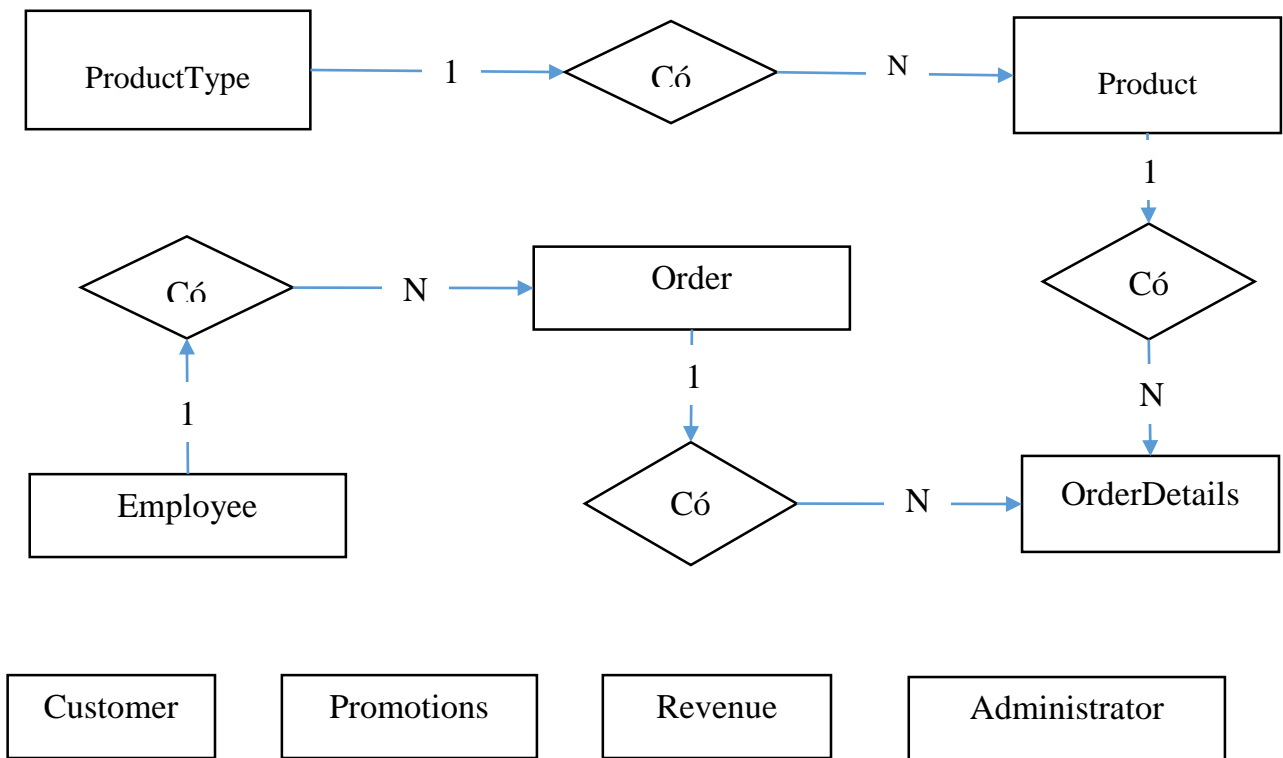 ProductType
1
Có
N
Product
1
Có
N
Order
Có
1
1
N
Employee
Có
N
OrderDetails
Customer
Promotions
Revenue
Administrator